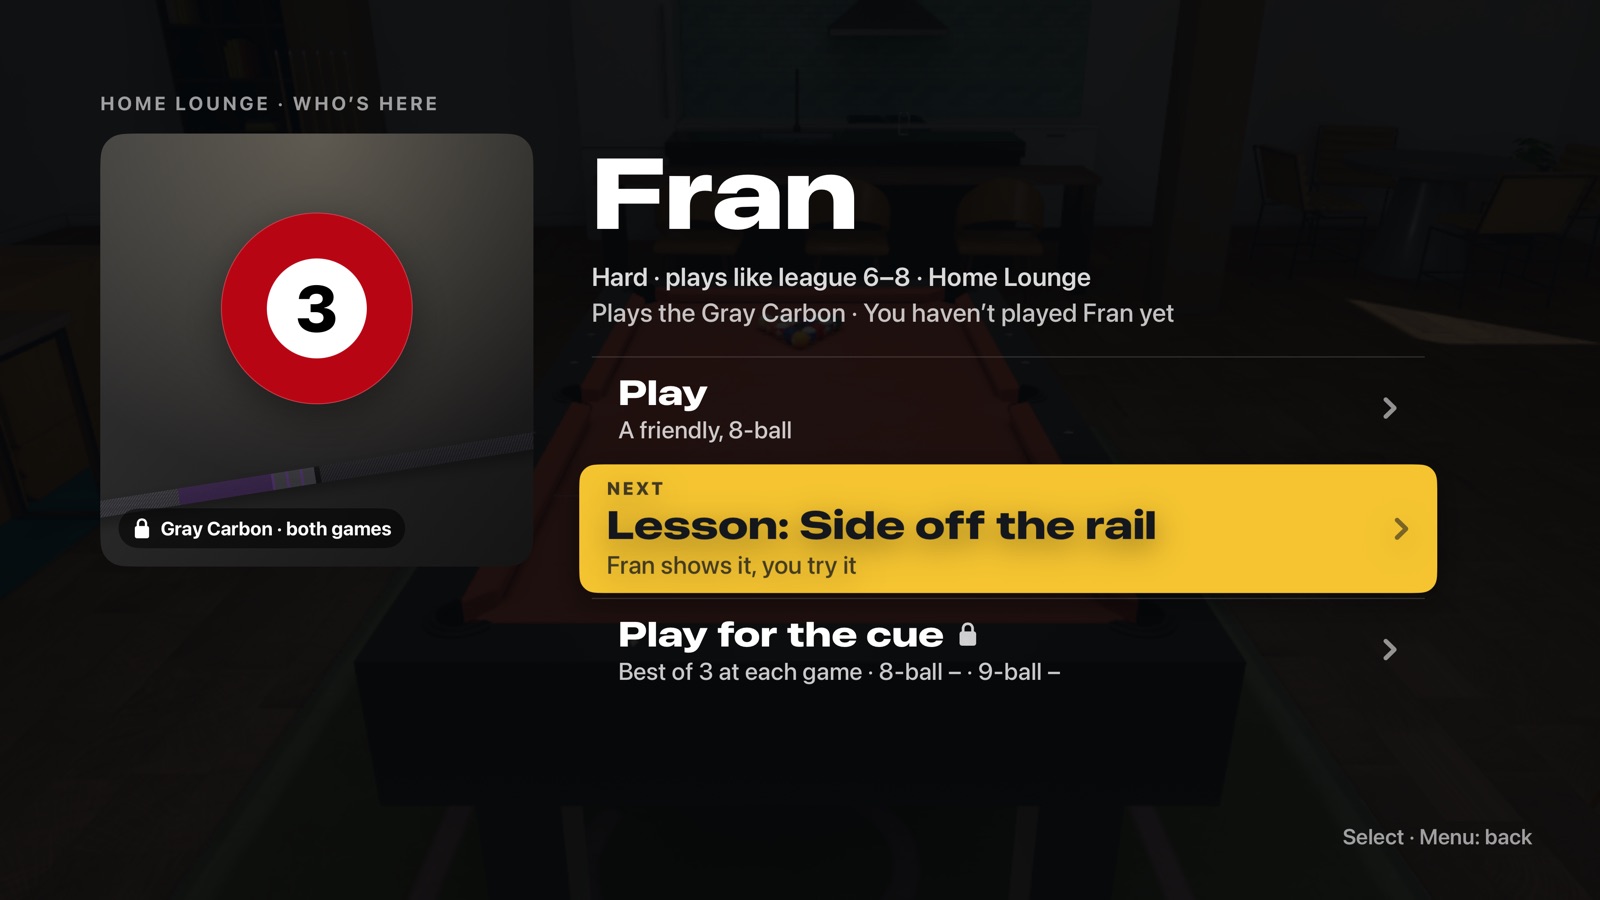 HOME LOUNGE · WHO’S HERE
3
Gray Carbon · both games
Fran
Hard · plays like league 6–8 · Home Lounge
Plays the Gray Carbon · You haven’t played Fran yet
Play
A friendly, 8-ball
NEXT
Lesson: Side off the rail
Fran shows it, you try it
Play for the cue
Best of 3 at each game · 8-ball – · 9-ball –
Select · Menu: back